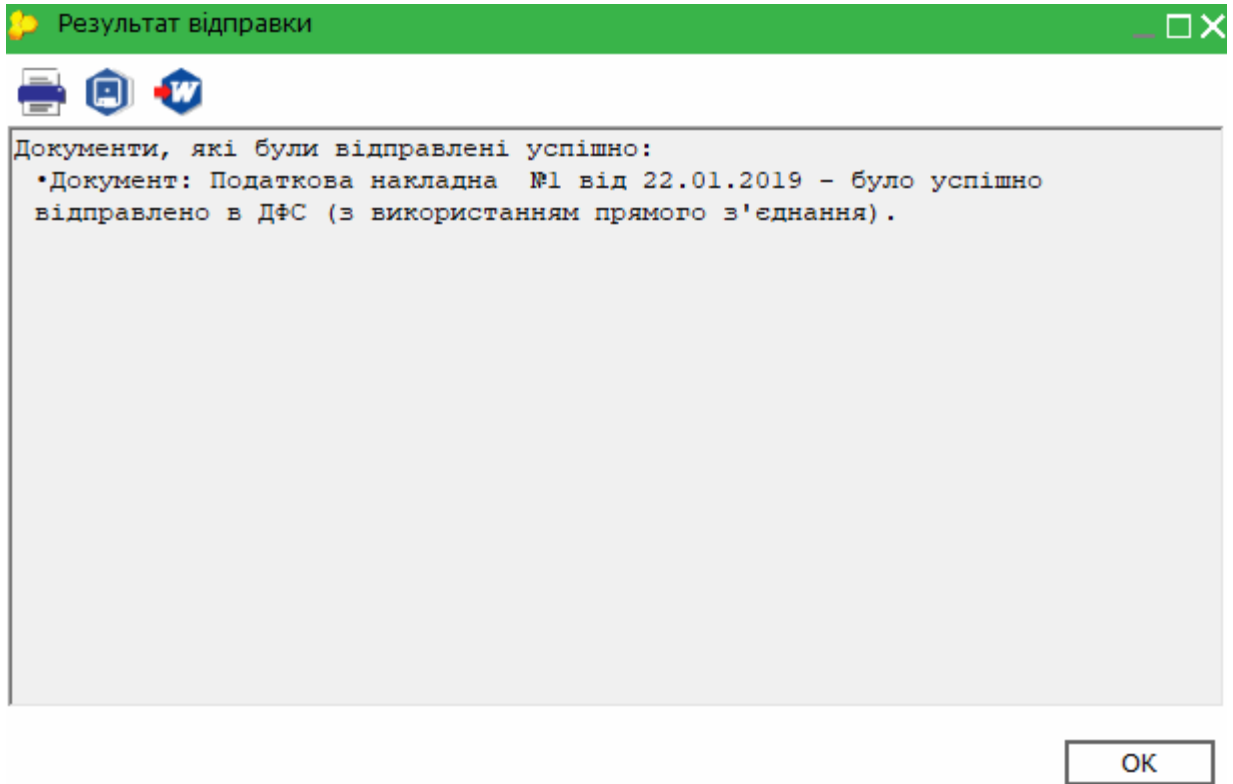 Результат відправки
Документи, які були відправлені успішно:
•Документ: Податкова накладна №1 від 22.01.2019 - було успішно
відправлено в ДФС (з використанням прямого з'єднання).
ОК